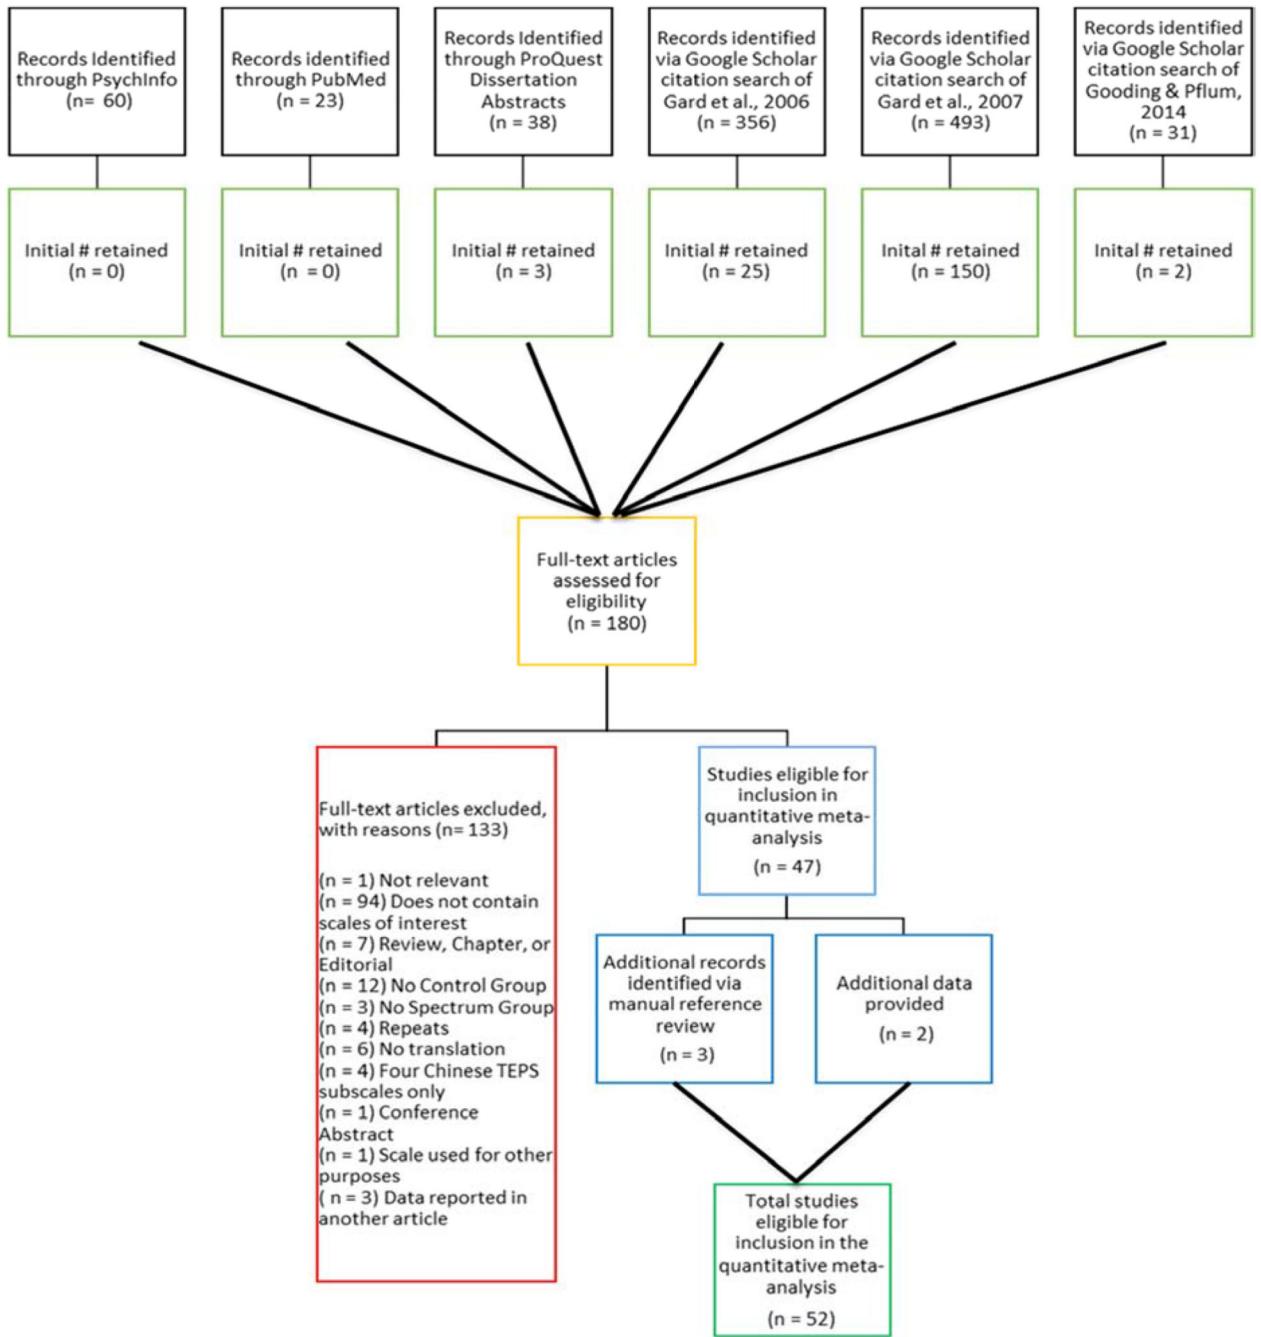 Records Identified
through PsychInfo
(n= 60)
Records identified
through PubMed
(n = 23)
Records Identified
through ProQuest
Dissertation
Abstracts
(n = 38)
Records identified
via Google Scholar
citation search of
Gard et al., 2006
(n = 356)
Records identified
via Google Scholar
citation search of
Gard et al., 2007
(n = 493)
Records identified
via Google Scholar
citation search of
Gooding & Pflum,
2014
(n = 31)
Initial # retained
(n = 0)
Initial # retained
(n = 0)
Initial # retained
(n = 3)
Initial # retained
(n = 25)
Inital # retained
(n = 150)
Inital # retained
(n = 2)
Full-text articles
assessed for
eligibility
(n = 180)
Full-text articles excluded,
with reasons (n= 133)
(n = 1) Not relevant
(n = 94) Does not contain
scales of interest
(n = 7) Review, Chapter, or
Editorial
(n = 12) No Control Group
(n = 3) No Spectrum Group
(n = 4) Repeats
(n = 6) No translation
(n = 4) Four Chinese TEPS
subscales only
(n = 1) Conference
Abstract
(n = 1) Scale used for other
purposes
( n = 3) Data reported in
another article
Studies eligible for
inclusion in
quantitative meta-
analysis
(n = 47)
Additional records
identified via
manual reference
review
(n = 3)
Additional data
provided
(n = 2)
Total studies
eligible for
inclusion in the
quantitative meta-
analysis
(n = 52)